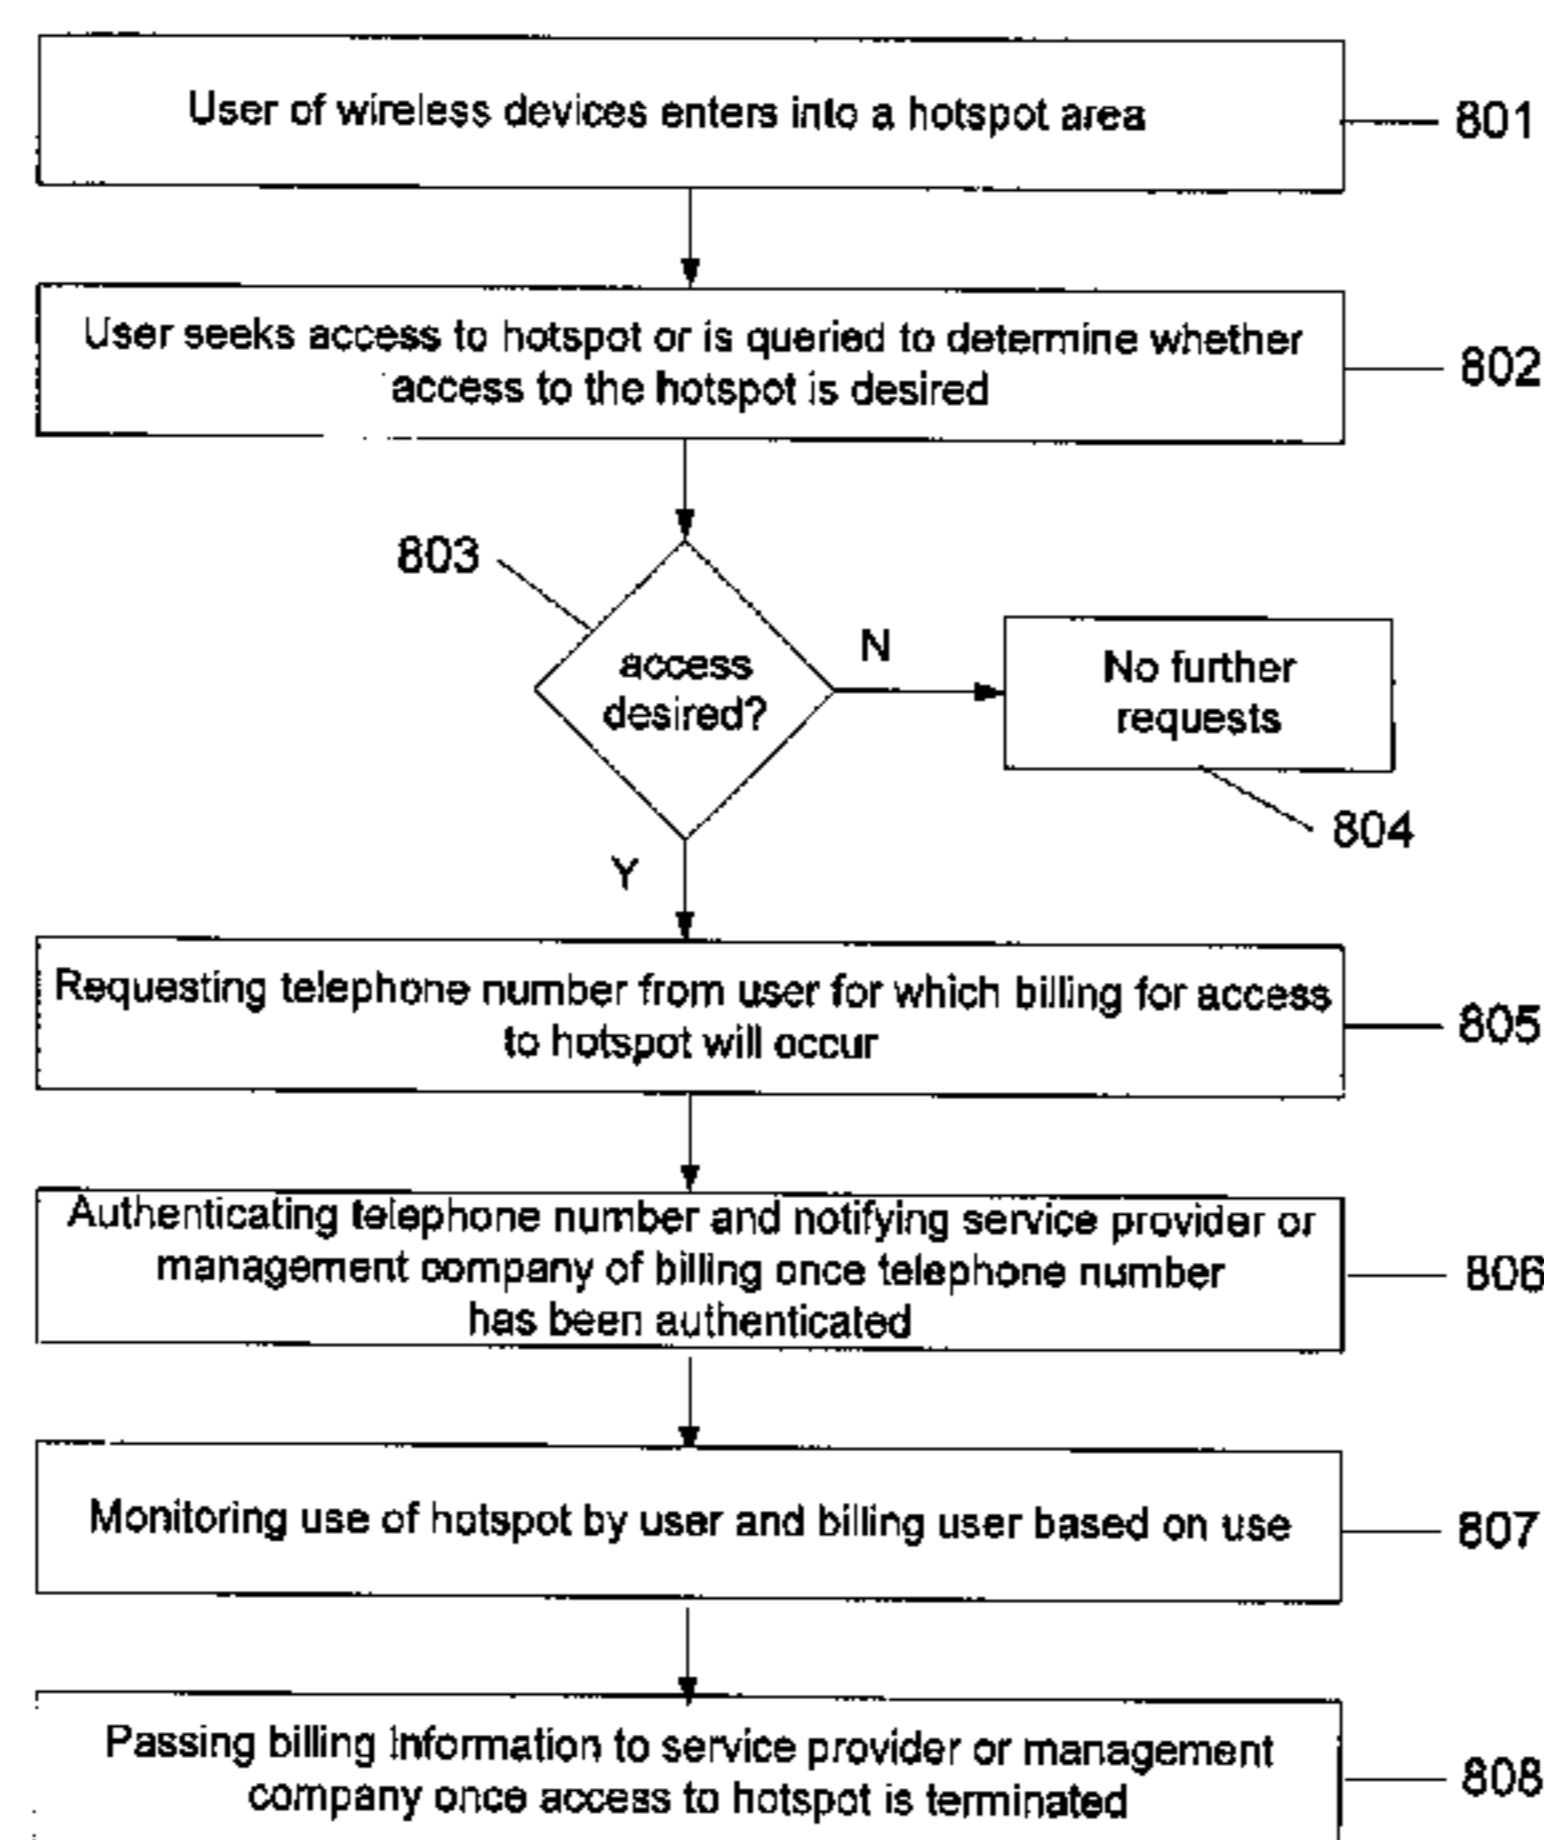 User of wireless devices enters into a hotspot area
801
User seeks access to hotspot or is queried to determine whether
access to the hotspot is desired
802
803
access
desired?
N
No further
requests
804
Y
Requesting telephone number from user for which billing for access
to hotspot will occur
805
Authenticating telephone number and notifying service provider or
management company of billing once telephone number
has been authenticated
806
Monitoring use of hotspot by user and billing user based on use
807
Passing billing Information to service provider or management
company once access to hotspot is terminated
808